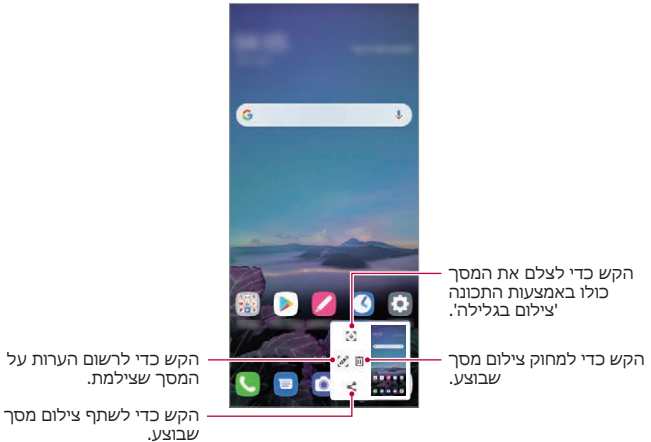 הקש כדי לצלם את המסך
כולו באמצעות התכונה
'צילום בגלילה'.
הקש כדי למחוק צילום מסך
שבוצע.
הקש כדי לרשום הערות על
המסך שצילמת.
הקש כדי לשתף צילום מסך
שבוצע.